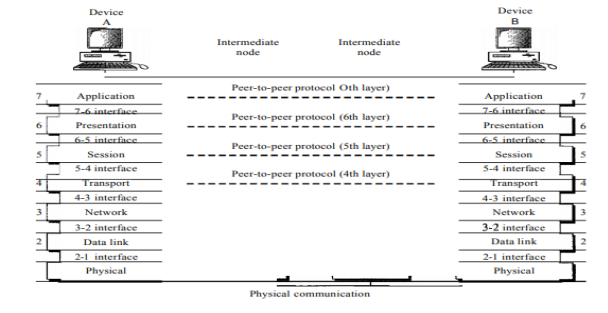 Device
A
Device
B
Intermediate
node
Intermediate
node
Peer-to-peer protocol Oth layer)
7 Application
Application 7
7-6 interface
7-6 interface
Peer-to-peer protocol (6th layer)
6 Presentation
Presentation 6
6-5 interface
6-5 interface
Peer-to-peer protocol (5th layer)
5 Session
Session 5
5-4 interface
5-4 interface
Peer-to-peer protocol (4th layer)
4 Transport
Transport 4
4-3 interface
4-3 interface
3 Network
Network 3
3-2 interface
3-2 interface
2 Data link
Data link 2
2-1 interface
2-1 interface
Physical
Physical
Physical communication